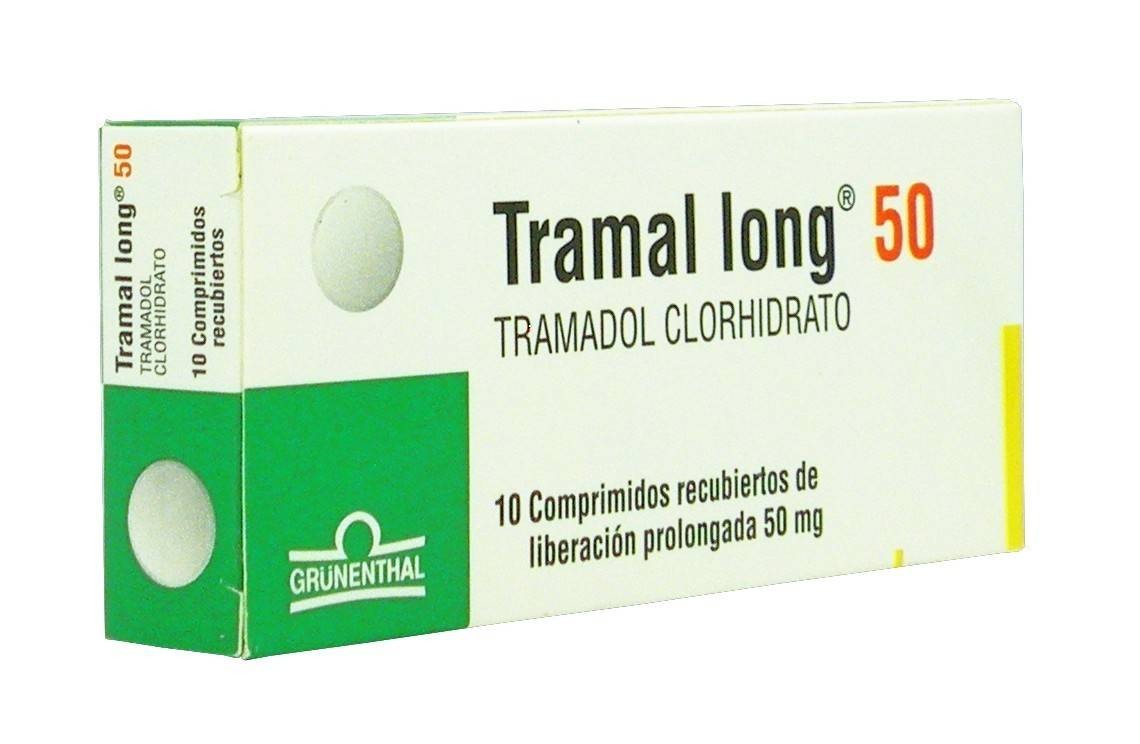 Tramal long® 50
TRAMADOL
CLORHIDRATO
10 Comprimidos
recubiertos
Tramal long® 50
TRAMADOL CLORHIDRATO
10 Comprimidos recubiertos de
liberación prolongada 50 mg
GRÜNENTHAL